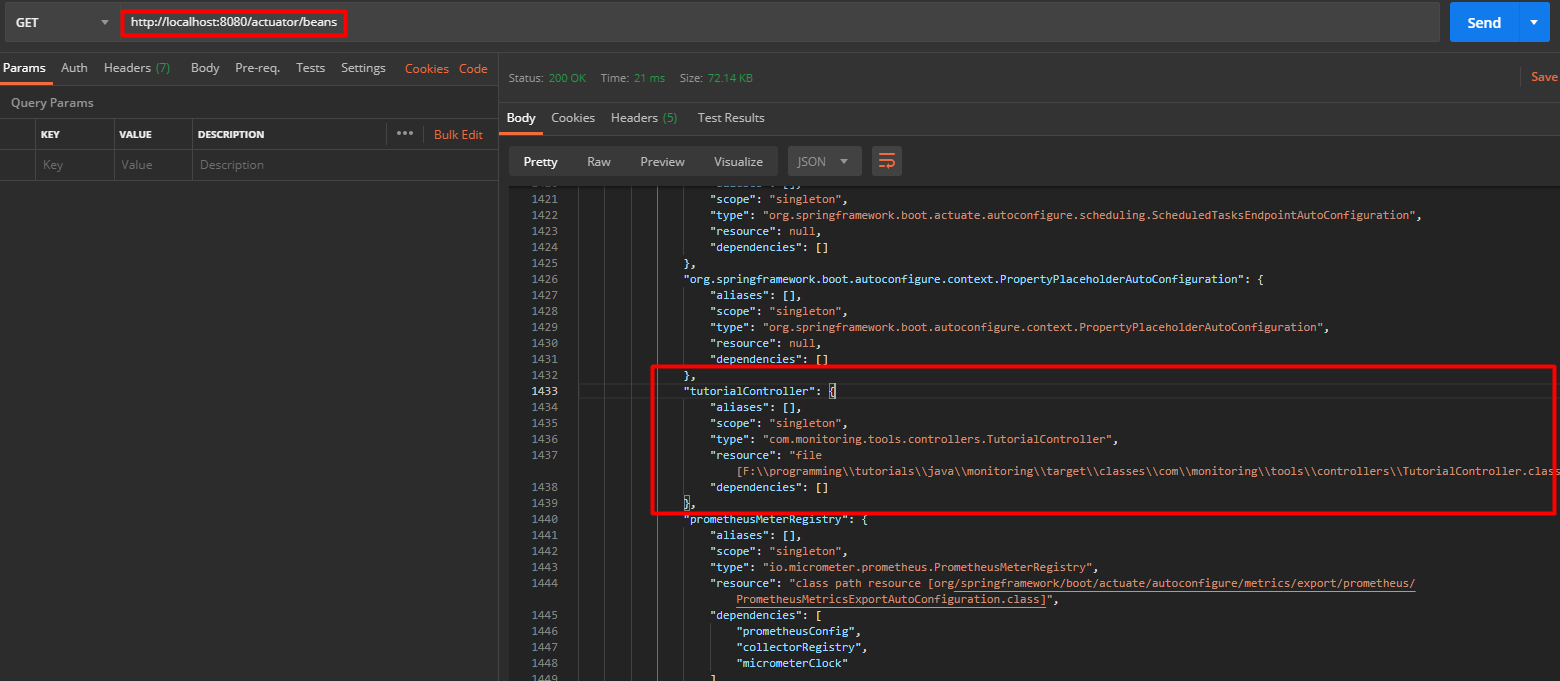 GET http://localhost:8080/actuator/beans Send
Params Auth Headers (7) Body Pre-req. Tests Settings Cookies Code
Query Params
KEY VALUE DESCRIPTION ••• Bulk Edit
Key Value Description
Status: 200 OK Time: 21 ms Size: 72.14 KB Save
Body Cookies Headers (5) Test Results
Pretty Raw Preview Visualize JSON
1421 "scope": "singleton",
1422 "type": "org.springframework.boot.actuate.autoconfigure.scheduling.ScheduledTasksEndpointAutoConfiguration",
1423 "resource": null,
1424 "dependencies": []
1425 },
1426 "org.springframework.boot.autoconfigure.context.PropertyPlaceholderAutoConfiguration": {
1427 "aliases": [],
1428 "scope": "singleton",
1429 "type": "org.springframework.boot.autoconfigure.context.PropertyPlaceholderAutoConfiguration",
1430 "resource": null,
1431 "dependencies": []
1432 },
1433 "tutorialController": {
1434 "aliases": [],
1435 "scope": "singleton",
1436 "type": "com.monitoring.tools.controllers.TutorialController",
1437 "resource": "file
[F:\\programming\\tutorials\\java\\monitoring\\target\\classes\\com\\monitoring\\tools\\controllers\\TutorialController.class
1438 "dependencies": []
1439 },
1440 "prometheusMeterRegistry": {
1441 "aliases": [],
1442 "scope": "singleton",
1443 "type": "io.micrometer.prometheus.PrometheusMeterRegistry",
1444 "resource": "class path resource [org/springframework/boot/actuate/autoconfigure/metrics/export/prometheus/
PrometheusMetricsExportAutoConfiguration.class]",
1445 "dependencies": [
1446 "prometheusConfig",
1447 "collectorRegistry",
1448 "micrometerClock"
1449 ]